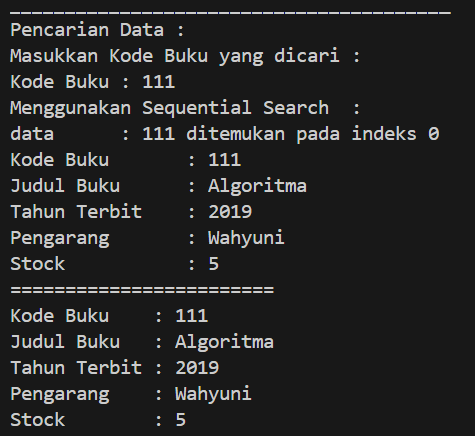 ________________________________________
Pencarian Data :
Masukkan Kode Buku yang dicari :
Kode Buku : 111
Menggunakan Sequential Search  :
data      : 111 ditemukan pada indeks 0
Kode Buku       : 111
Judul Buku      : Algoritma
Tahun Terbit    : 2019
Pengarang       : Wahyuni
Stock           : 5
========================
Kode Buku    : 111
Judul Buku   : Algoritma
Tahun Terbit : 2019
Pengarang    : Wahyuni
Stock        : 5